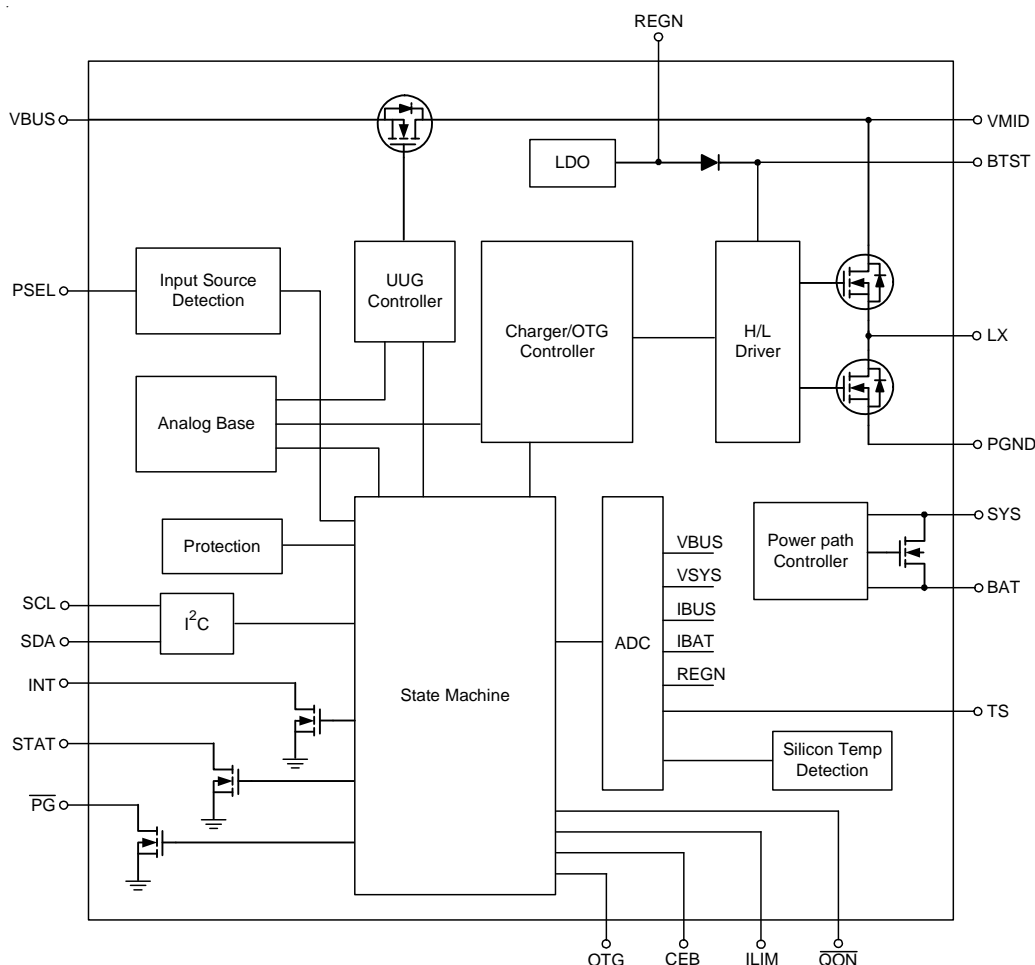 REGN
VBUS
VMID
LDO
BTST
Input Source
Detection
PSEL
UUG
Controller
Charger/OTG
Controller
H/L
Driver
LX
Analog Base
PGND
Protection
SYS
Power path
Controller
BAT
SCL
SDA
I²C
VBUS
VSYS
IBUS
IBAT
REGN
ADC
State Machine
INT
TS
STAT
Silicon Temp
Detection
PG
OTG
CEB
ILIM
QON